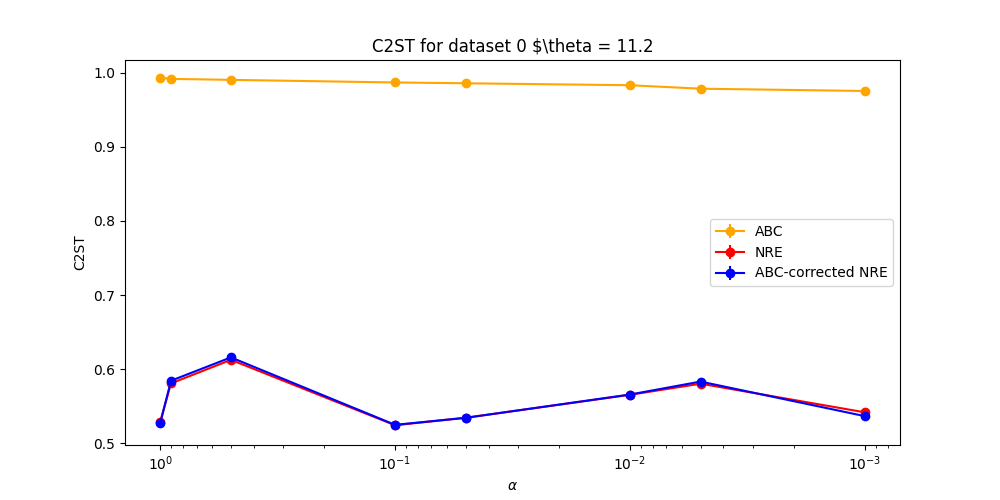 C2ST for dataset 0 $\theta = 11.2
C2ST
1.0
0.9
0.8
0.7
0.6
0.5
ABC
NRE
ABC-corrected NRE
10⁰
10⁻¹
10⁻²
10⁻³
α